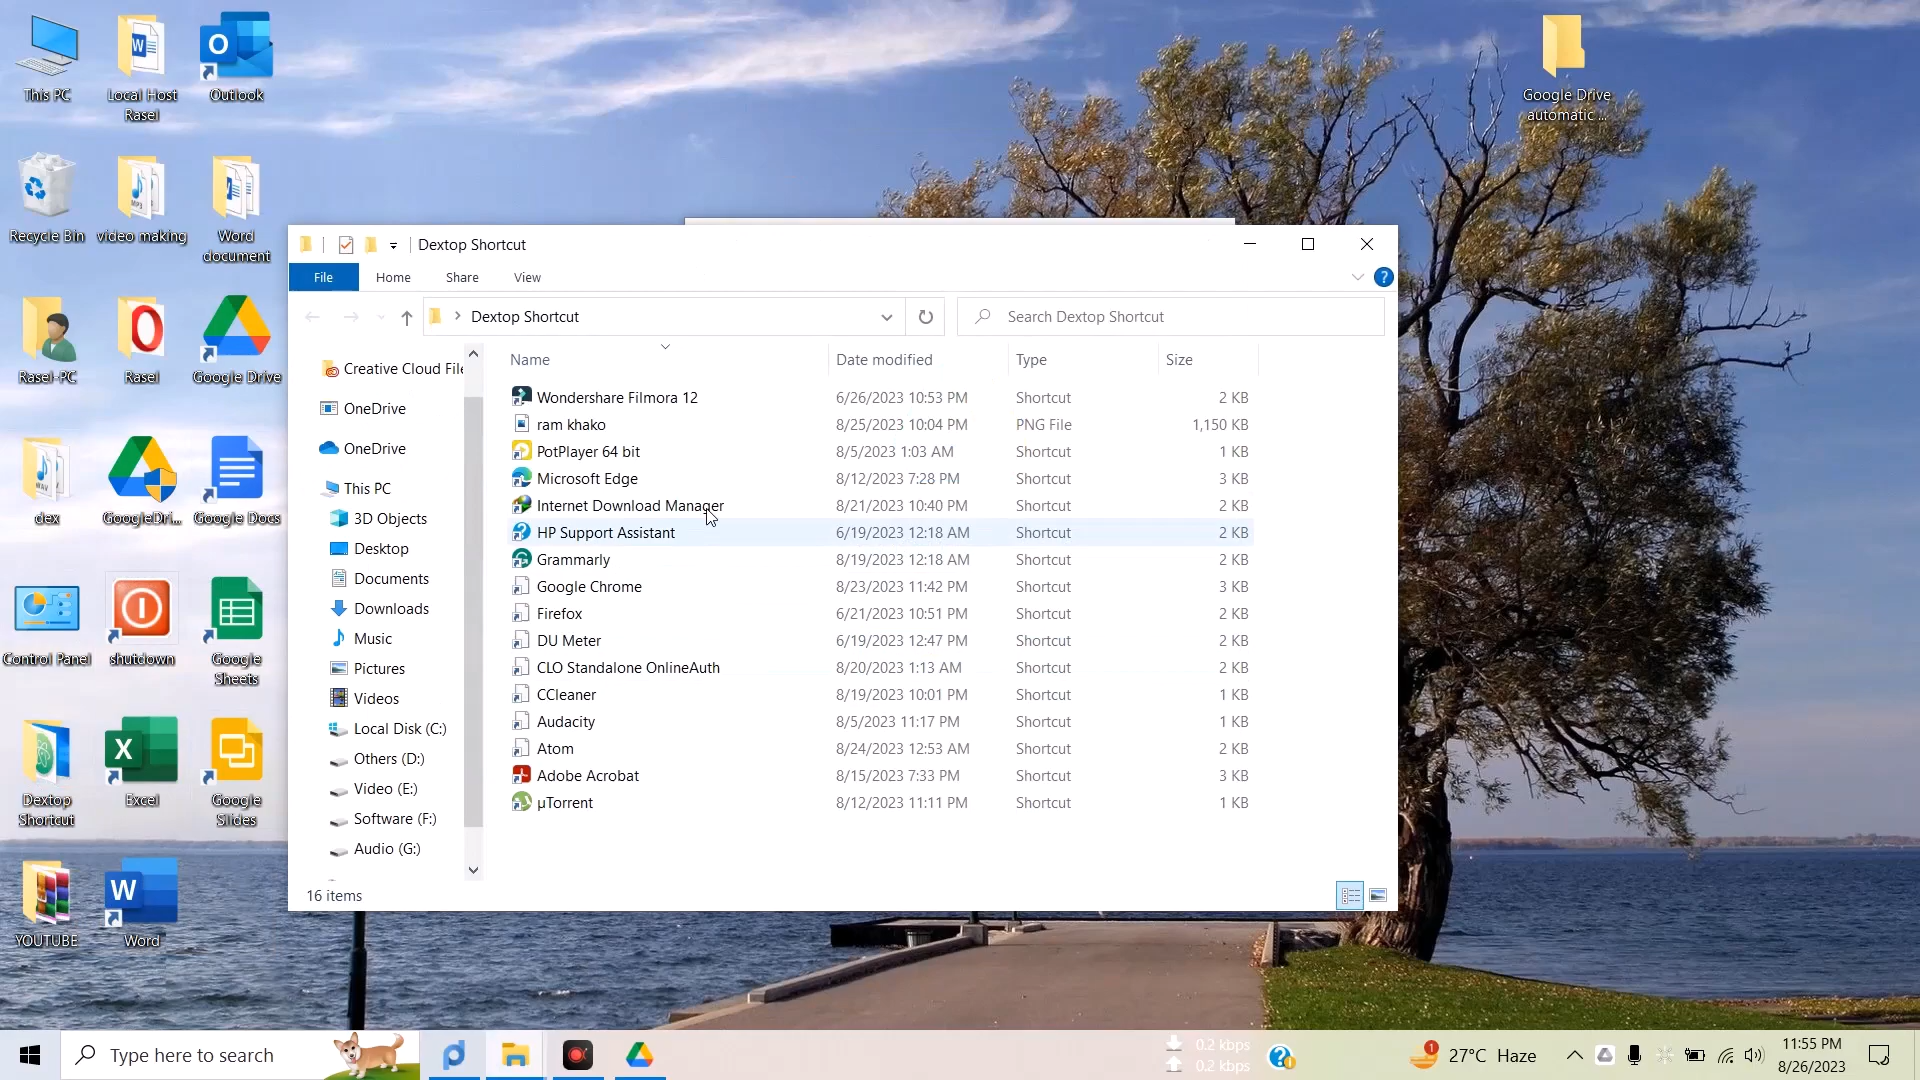 This PC
Local Host
Rasel
Outlook
Google Drive
automatic ...
Recycle Bin
video making
Word
document
Rasel-PC
Rasel
Google Drive
dex
GoogleDri...
Google Docs
Control Panel
shutdown
Google
Sheets
Dextop
Shortcut
Excel
Google
Slides
YOUTUBE
Word
Dextop Shortcut
File Home Share View
Dextop Shortcut
Search Dextop Shortcut
Creative Cloud File
OneDrive
OneDrive
This PC
3D Objects
Desktop
Documents
Downloads
Music
Pictures
Videos
Local Disk (C:)
Others (D:)
Video (E:)
Software (F:)
Audio (G:)
Name Date modified Type Size
Wondershare Filmora 12 6/26/2023 10:53 PM Shortcut 2 KB
ram khako 8/25/2023 10:04 PM PNG File 1,150 KB
PotPlayer 64 bit 8/5/2023 1:03 AM Shortcut 1 KB
Microsoft Edge 8/12/2023 7:28 PM Shortcut 3 KB
Internet Download Manager 8/21/2023 10:40 PM Shortcut 2 KB
HP Support Assistant 6/19/2023 12:18 AM Shortcut 2 KB
Grammarly 8/19/2023 12:18 AM Shortcut 2 KB
Google Chrome 8/23/2023 11:42 PM Shortcut 3 KB
Firefox 6/21/2023 10:51 PM Shortcut 2 KB
DU Meter 6/19/2023 12:47 PM Shortcut 2 KB
CLO Standalone OnlineAuth 8/20/2023 1:13 AM Shortcut 2 KB
CCleaner 8/19/2023 10:01 PM Shortcut 1 KB
Audacity 8/5/2023 11:17 PM Shortcut 1 KB
Atom 8/24/2023 12:53 AM Shortcut 2 KB
Adobe Acrobat 8/15/2023 7:33 PM Shortcut 3 KB
µTorrent 8/12/2023 11:11 PM Shortcut 1 KB
16 items
Type here to search
0.2 kbps
0.2 kbps
1
27°C Haze
11:55 PM
8/26/2023